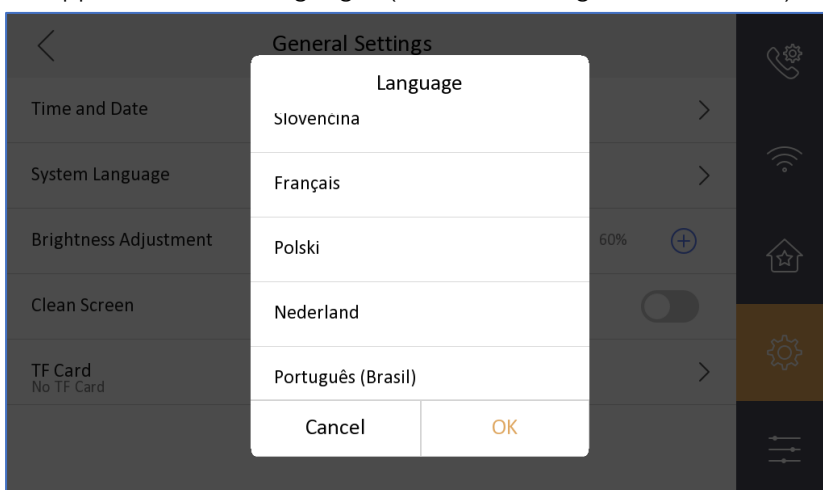 General Settings
Language
Time and Date
Slovenčina
System Language
Français
Brightness Adjustment
60%
Polski
Clean Screen
Nederland
TF Card
No TF Card
Português (Brasil)
Cancel
OK